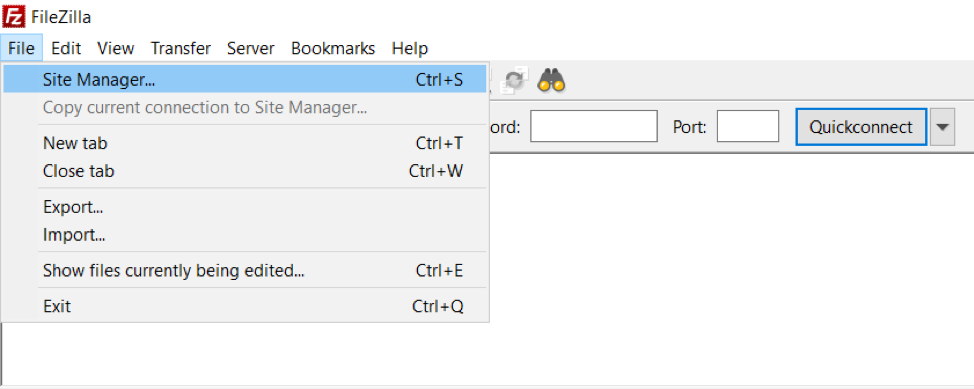 FileZilla
File Edit View Transfer Server Bookmarks Help
Site Manager... Ctrl+S
Copy current connection to Site Manager...
ord: Port: Quickconnect
New tab Ctrl+T
Close tab Ctrl+W
Export...
Import...
Show files currently being edited... Ctrl+E
Exit Ctrl+Q